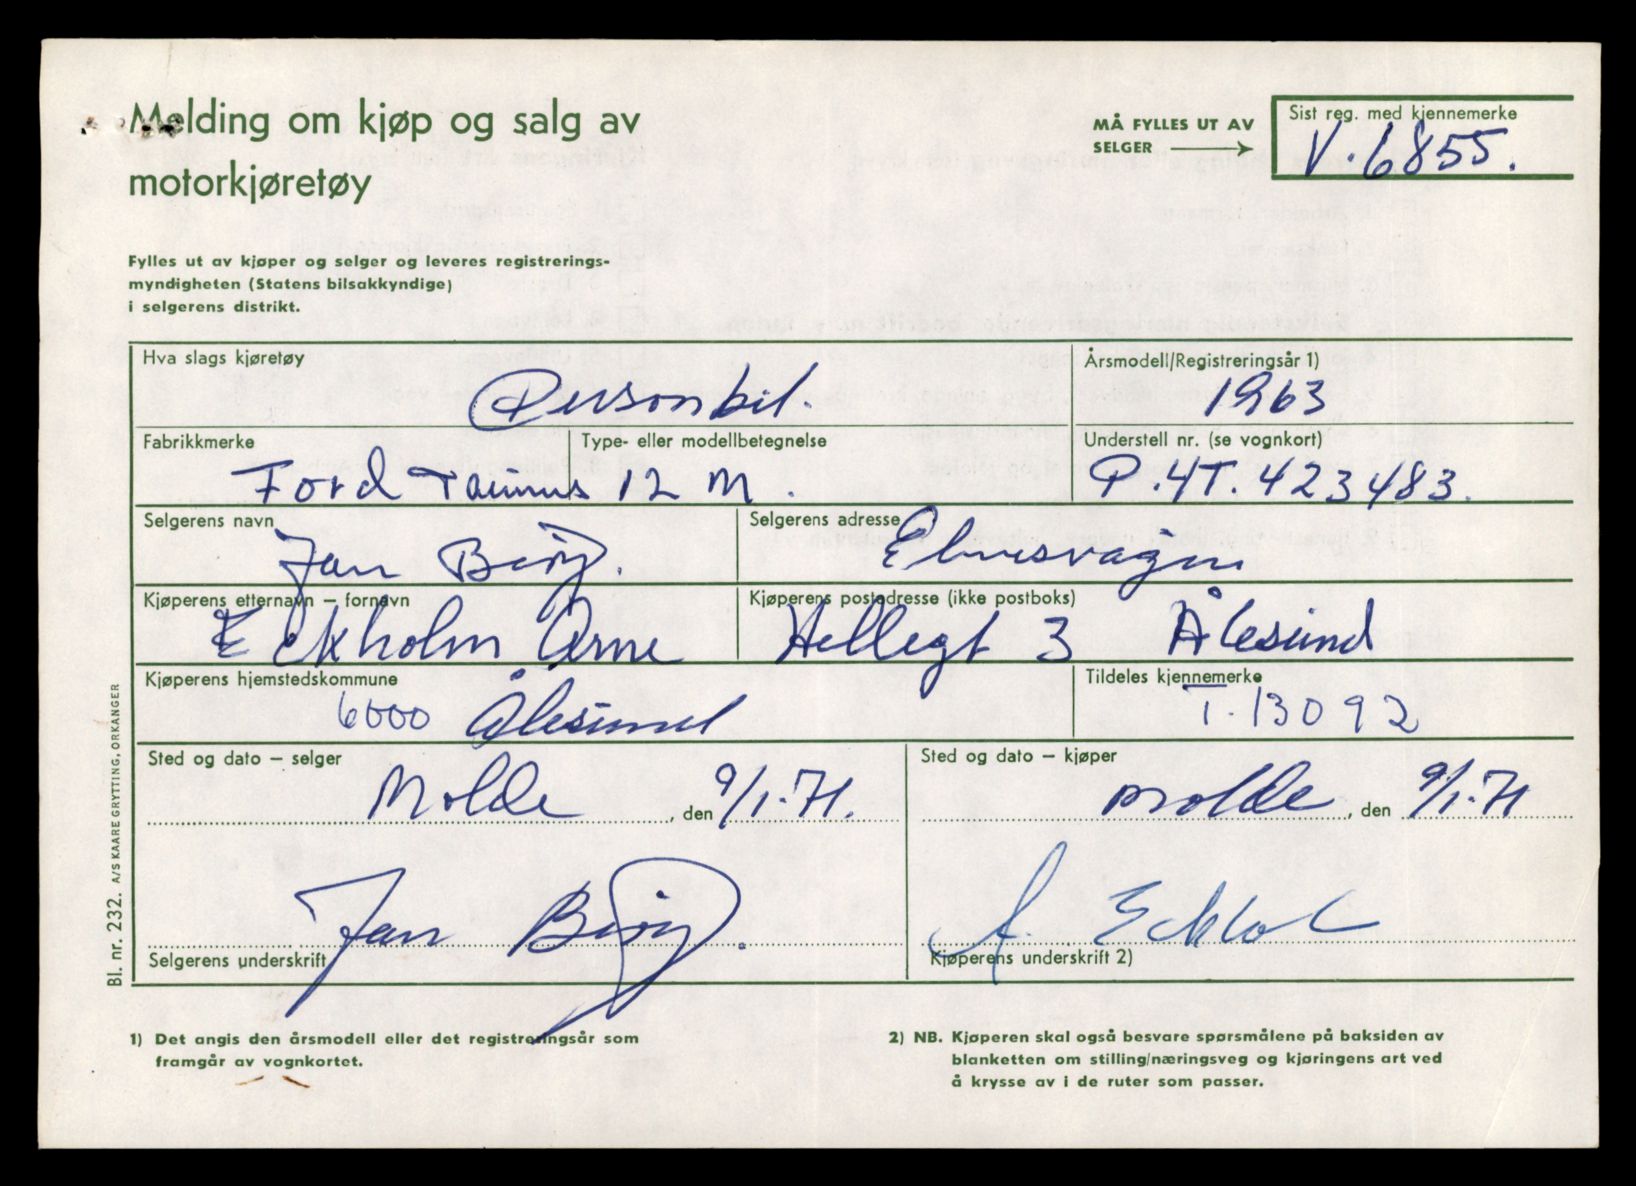 Melding om kjøp og salg av
motorkjøretøy
MÅ FYLLES UT AV
SELGER
Sist reg. med kjennemerke
V. 6855.
Fylles ut av kjøper og selger og leveres registrerings-
myndigheten (Statens bilsakkyndige)
i selgerens distrikt.
Hva slags kjøretøy
Personbil.
Årsmodell/Registreringsår 1)
1963
Fabrikkmerke
Type- eller modellbetegnelse
Ford Taunus 12 M.
Understell nr. (se vognkort)
P.4T.423483.
Selgerens navn
Jan
Selgerens adresse
Elnesvågen
Kjøperens etternavn – fornavn
Eckholm Arne
Kjøperens postadresse (ikke postboks)
Hellegt 3 Ålesund
Kjøperens hjemstedskommune
6000 Ålesund
Tildeles kjennemerke
T. 13092
Sted og dato – selger
Molde, den 9/1.-71.
Sted og dato – kjøper
Molde, den 9/1.-71
Jan
Selgerens underskrift
A. Eckhol
Kjøperens underskrift 2)
1) Det angis den årsmodell eller det registreringsår som
framgår av vognkortet.
2) NB. Kjøperen skal også besvare spørsmålene på baksiden av
blanketten om stilling/næringsveg og kjøringens art ved
å krysse av i de ruter som passer.
Bl. nr. 232. A/S KAARE GRYTTING, ORKANGER